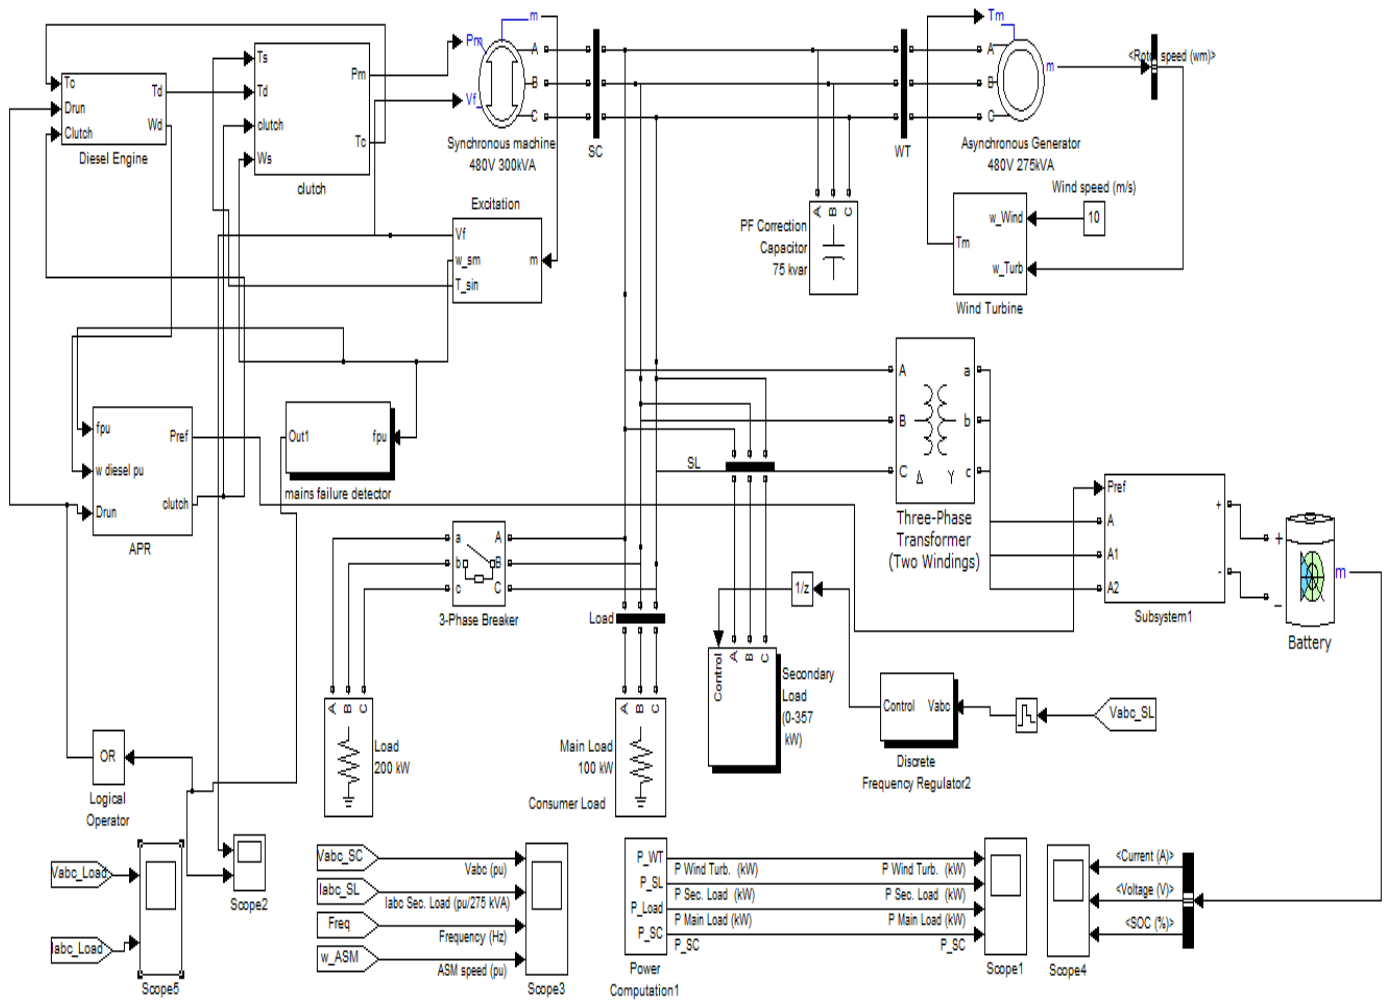 m
Tm
Pm
A
B
C
Vf_
Synchronous machine
480V 300kVA
SC
WT
A
B
C
m
<Rotor speed (wm)>
Asynchronous Generator
480V 275kVA
Tc
Drun
Clutch
Td
Wd
Diesel Engine
Ts
Td
clutch
Ws
Pm
Tc
clutch
Excitation
Vf
w_sm
T_sin
m
A B C
PF Correction
Capacitor
75 kvar
Wind speed (m/s)
10
w_Wind
Tm
w_Turb
Wind Turbine
fpu
w diesel pu
Drun
Pref
clutch
APR
Out1
fpu
mains failure detector
SL
A
B
C
a
b
c
Δ Y
Three-Phase
Transformer
(Two Windings)
Pref
A
A1
A2
+
-
Subsystem1
+
_
m
Battery
a
b
c
A
B
C
3-Phase Breaker
Load
1/z
Control
A
B
C
Secondary
Load
(0-357
kW)
Control
Vabc
Discrete
Frequency Regulator2
Vabc_SL
A B C
Load
200 kW
A B C
Main Load
100 kW
Consumer Load
OR
Logical
Operator
Scope2
Vabc_Load
Iabc_Load
Scope5
Vabc_SC
Iabc_SL
Freq
w_ASM
Vabc (pu)
Iabc Sec. Load (pu/275 kVA)
Frequency (Hz)
ASM speed (pu)
Scope3
P_WT
P_SL
P_Load
P_SC
Power
Computation1
P Wind Turb. (kW)
P Sec. Load (kW)
P Main Load (kW)
P_SC
P Wind Turb. (kW)
P Sec. Load (kW)
P Main Load (kW)
P_SC
Scope1
Scope4
<Current (A)>
<Voltage (V)>
<SOC (%)>